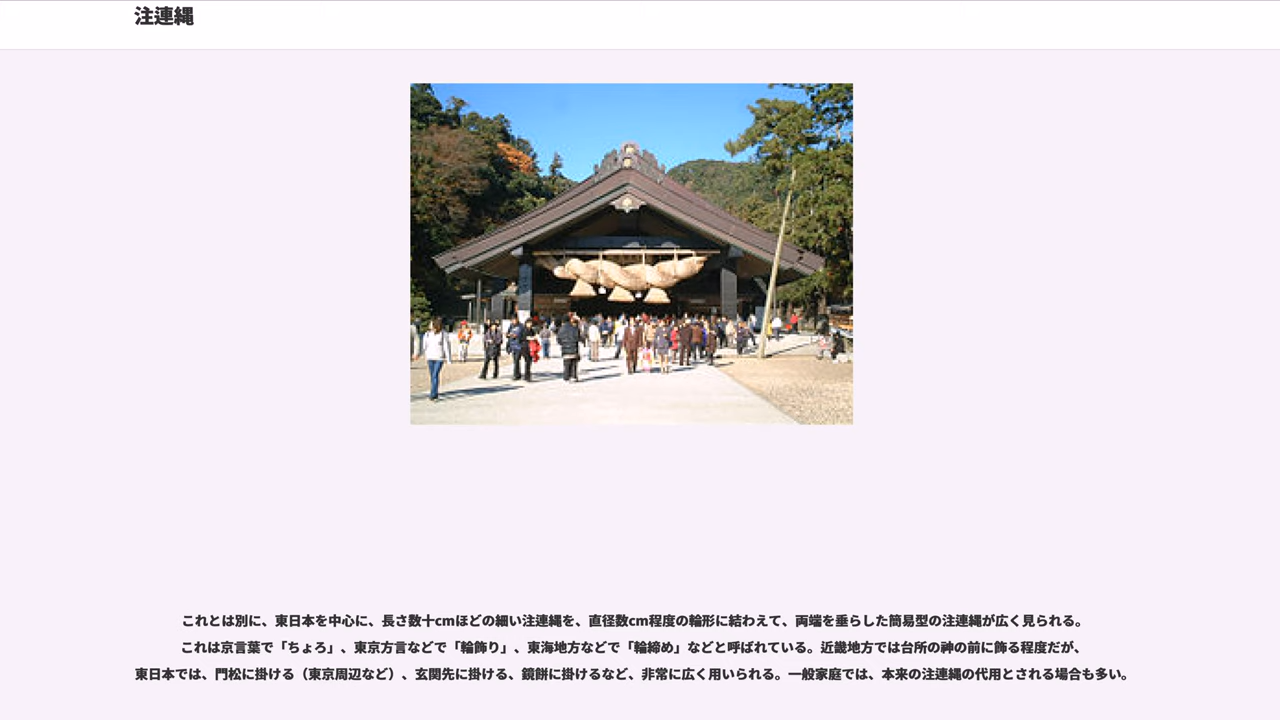 注連縄
これとは別に、東日本を中心に、長さ数十cmほどの細い注連縄を、直径数cm程度の輪形に結わえて、両端を垂らした簡易型の注連縄が広く見られる。
これは京言葉で「ちょろ」、東京方言などで「輪飾り」、東海地方などで「輪締め」などと呼ばれている。近畿地方では台所の神の前に飾る程度だが、
東日本では、門松に掛ける（東京周辺など）、玄関先に掛ける、鏡餅に掛けるなど、非常に広く用いられる。一般家庭では、本来の注連縄の代用とされる場合も多い。